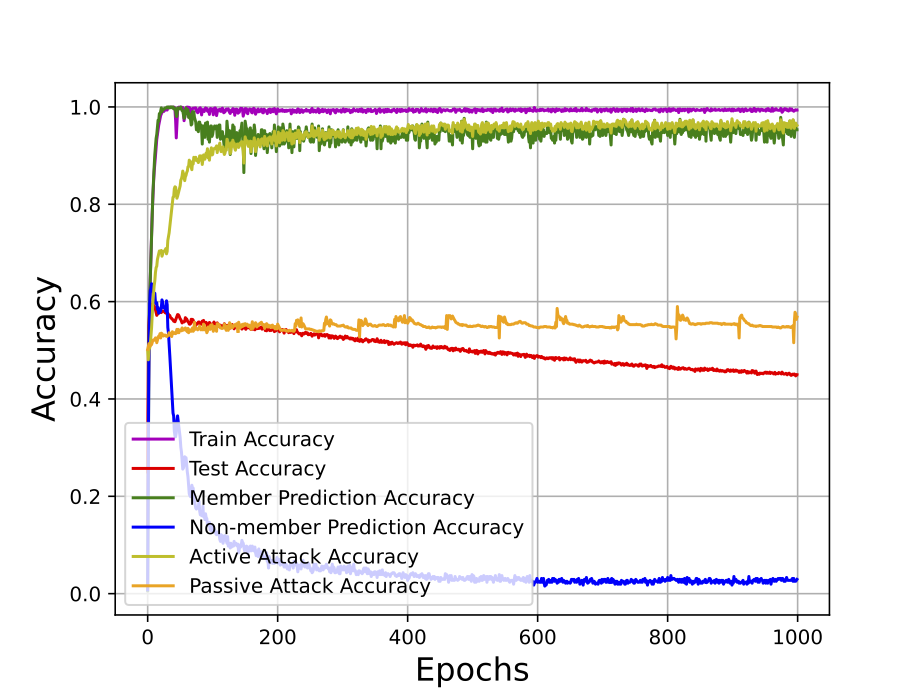 1.0
0.8
0.6
0.4
0.2
0.0
Accuracy
Train Accuracy
Test Accuracy
Member Prediction Accuracy
Non-member Prediction Accuracy
Active Attack Accuracy
Passive Attack Accuracy
0 200 400 600 800 1000
Epochs